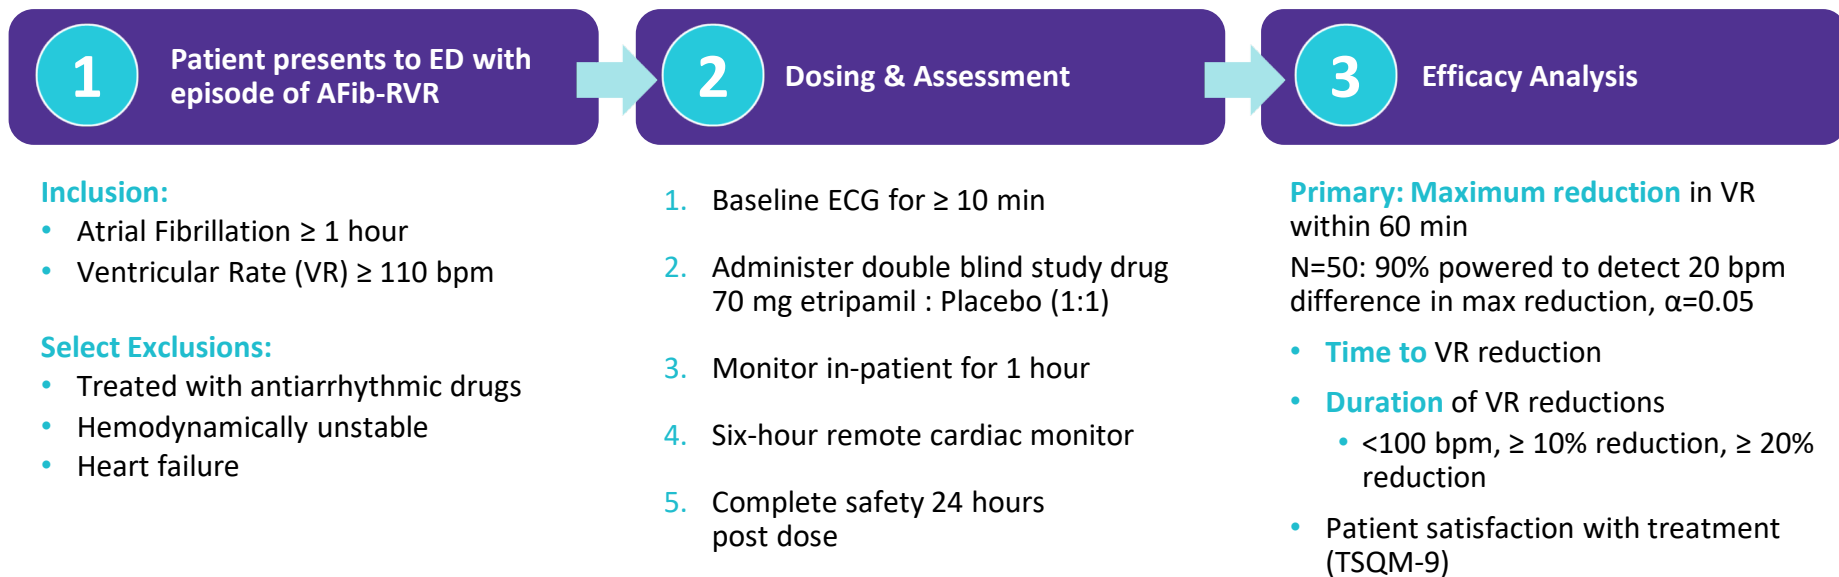 1
Patient presents to ED with
episode of AFib-RVR
Inclusion:
• Atrial Fibrillation ≥ 1 hour
• Ventricular Rate (VR) ≥ 110 bpm
Select Exclusions:
• Treated with antiarrhythmic drugs
• Hemodynamically unstable
• Heart failure
2
Dosing & Assessment
1. Baseline ECG for ≥ 10 min
2. Administer double blind study drug
70 mg etripamil : Placebo (1:1)
3. Monitor in-patient for 1 hour
4. Six-hour remote cardiac monitor
5. Complete safety 24 hours
post dose
3
Efficacy Analysis
Primary: Maximum reduction in VR
within 60 min
N=50: 90% powered to detect 20 bpm
difference in max reduction, α=0.05
• Time to VR reduction
• Duration of VR reductions
• <100 bpm, ≥ 10% reduction, ≥ 20%
reduction
• Patient satisfaction with treatment
(TSQM-9)